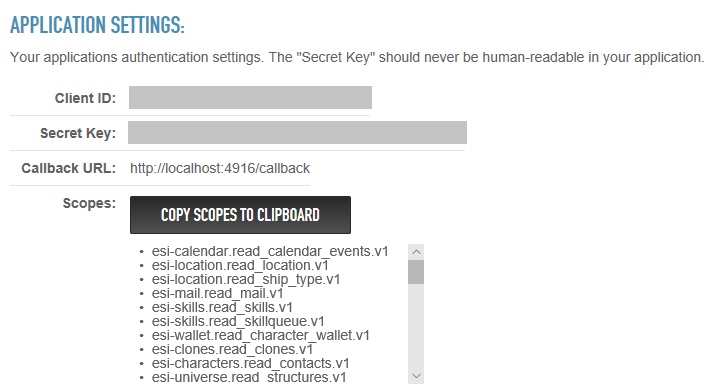 APPLICATION SETTINGS:
Your applications authentication settings. The "Secret Key" should never be human-readable in your application.
Client ID:
Secret Key:
Callback URL: http://localhost:4916/callback
Scopes: COPY SCOPES TO CLIPBOARD
• esi-calendar.read_calendar_events.v1
• esi-location.read_location.v1
• esi-location.read_ship_type.v1
• esi-mail.read_mail.v1
• esi-skills.read_skills.v1
• esi-skills.read_skillqueue.v1
• esi-wallet.read_character_wallet.v1
• esi-clones.read_clones.v1
• esi-characters.read_contacts.v1
• esi-universe.read_structures.v1